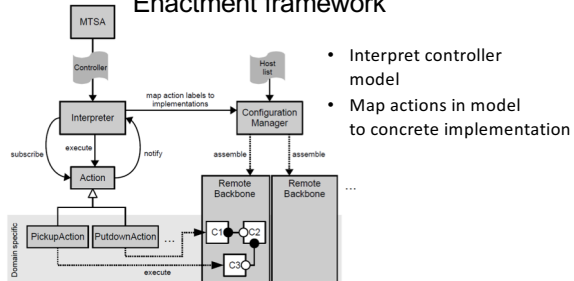 Enactment framework
MTSA
Controller
Host
list
map action labels to
implementations
Interpreter
Configuration
Manager
subscribe
execute
notify
assemble
assemble
Action
Remote
Backbone
Remote
Backbone
...
Domain specific
PickupAction
PutdownAction
...
C1
C2
C3
execute
• Interpret controller
model
• Map actions in model
to concrete implementation